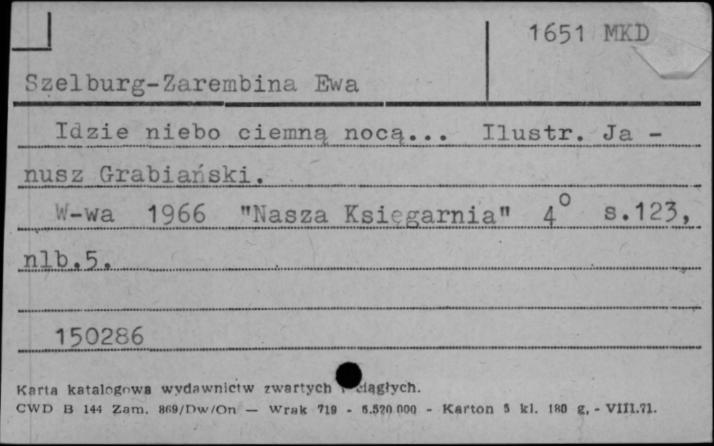 1651 MKD
Szelburg-Zarembina Ewa
Idzie niebo ciemną nocą... Ilustr. Ja -
nusz Grabiański.
W-wa 1966 "Nasza Księgarnia" 4° s.123,
nlb.5.
150286
Karta katalogowa wydawnictw zwartych i ciągłych.
CWD B 144 Zam. 869/Dw/On — Wrak 719 - 6.520 000 - Karton 5 kl. 180 g. - VIII.71.